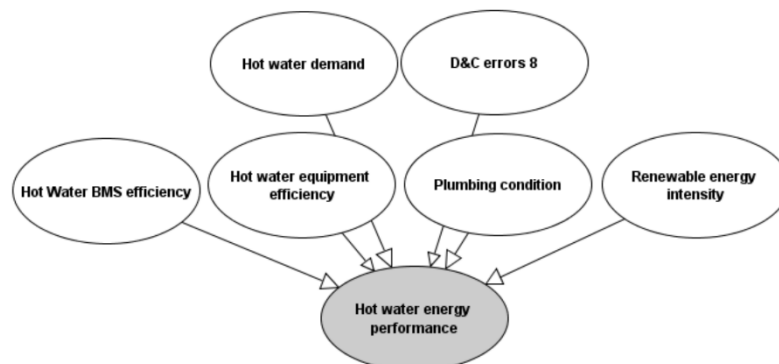 Hot water demand
D&C errors 8
Hot Water BMS efficiency
Hot water equipment
efficiency
Plumbing condition
Renewable energy
intensity
Hot water energy
performance